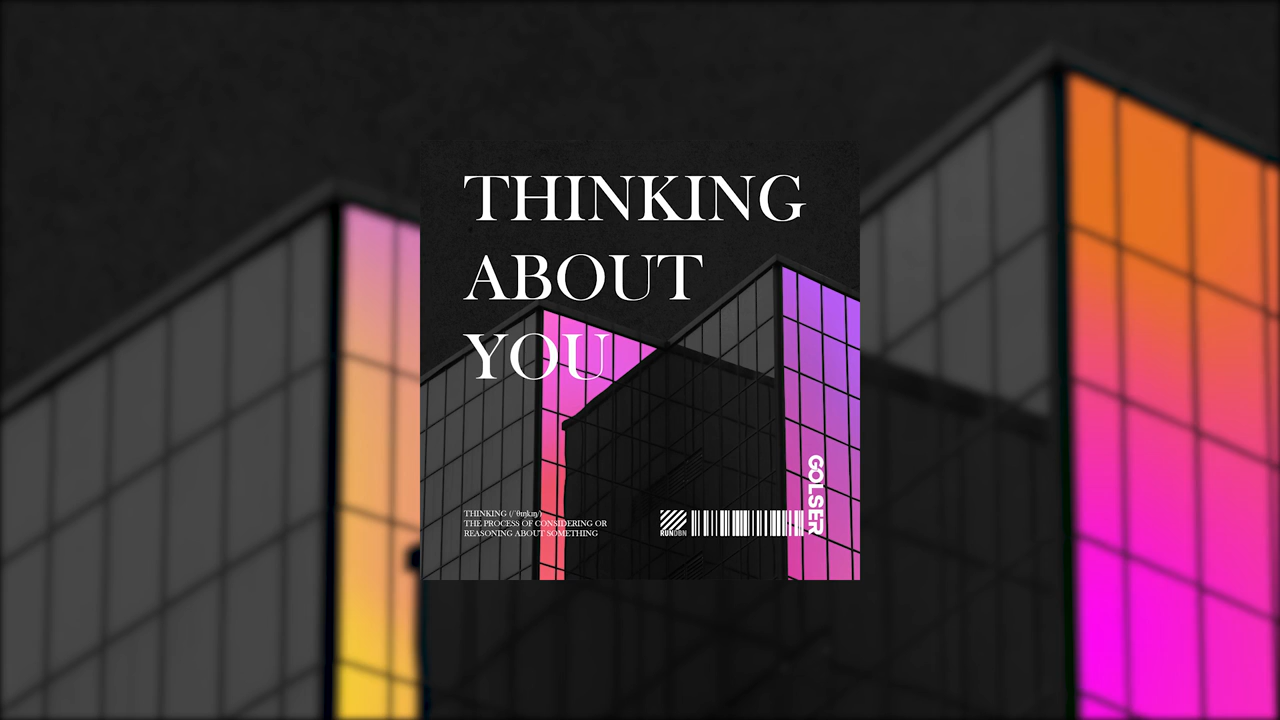 THINKING
ABOUT
YOU
THINKING (/ˈθɪŋkɪŋ/)
THE PROCESS OF CONSIDERING OR
REASONING ABOUT SOMETHING
RUNDBN
GOLSER